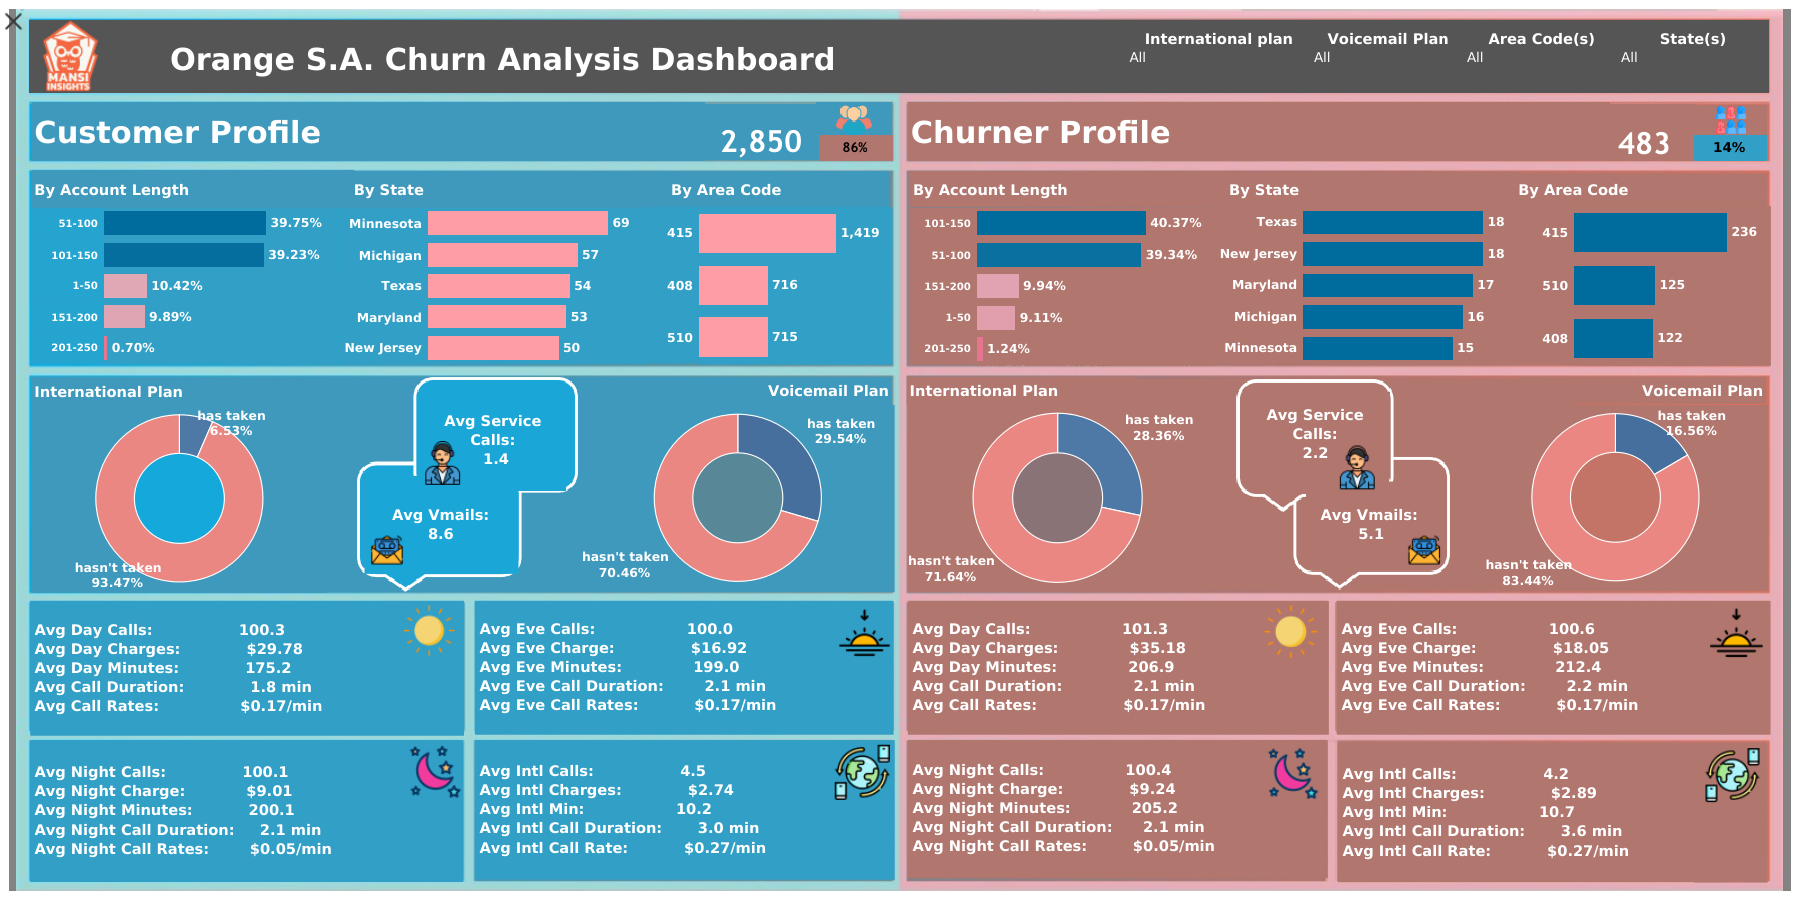 MANSI
INSIGHTS
Orange S.A. Churn Analysis Dashboard
International plan
All
Voicemail Plan
All
Area Code(s)
All
State(s)
All
Customer Profile
2,850
86%
By Account Length
51-100 39.75%
101-150 39.23%
1-50 10.42%
151-200 9.89%
201-250 0.70%
By State
Minnesota 69
Michigan 57
Texas 54
Maryland 53
New Jersey 50
By Area Code
415 1,419
408 716
510 715
International Plan
has taken
6.53%
hasn't taken
93.47%
Avg Service
Calls:
1.4
Avg Vmails:
8.6
Voicemail Plan
has taken
29.54%
hasn't taken
70.46%
Avg Day Calls: 100.3
Avg Day Charges: $29.78
Avg Day Minutes: 175.2
Avg Call Duration: 1.8 min
Avg Call Rates: $0.17/min
Avg Eve Calls: 100.0
Avg Eve Charge: $16.92
Avg Eve Minutes: 199.0
Avg Eve Call Duration: 2.1 min
Avg Eve Call Rates: $0.17/min
Avg Night Calls: 100.1
Avg Night Charge: $9.01
Avg Night Minutes: 200.1
Avg Night Call Duration: 2.1 min
Avg Night Call Rates: $0.05/min
Avg Intl Calls: 4.5
Avg Intl Charges: $2.74
Avg Intl Min: 10.2
Avg Intl Call Duration: 3.0 min
Avg Intl Call Rate: $0.27/min
Churner Profile
483
14%
By Account Length
101-150 40.37%
51-100 39.34%
151-200 9.94%
1-50 9.11%
201-250 1.24%
By State
Texas 18
New Jersey 18
Maryland 17
Michigan 16
Minnesota 15
By Area Code
415 236
510 125
408 122
International Plan
has taken
28.36%
hasn't taken
71.64%
Avg Service
Calls:
2.2
Avg Vmails:
5.1
Voicemail Plan
has taken
16.56%
hasn't taken
83.44%
Avg Day Calls: 101.3
Avg Day Charges: $35.18
Avg Day Minutes: 206.9
Avg Call Duration: 2.1 min
Avg Call Rates: $0.17/min
Avg Eve Calls: 100.6
Avg Eve Charge: $18.05
Avg Eve Minutes: 212.4
Avg Eve Call Duration: 2.2 min
Avg Eve Call Rates: $0.17/min
Avg Night Calls: 100.4
Avg Night Charge: $9.24
Avg Night Minutes: 205.2
Avg Night Call Duration: 2.1 min
Avg Night Call Rates: $0.05/min
Avg Intl Calls: 4.2
Avg Intl Charges: $2.89
Avg Intl Min: 10.7
Avg Intl Call Duration: 3.6 min
Avg Intl Call Rate: $0.27/min